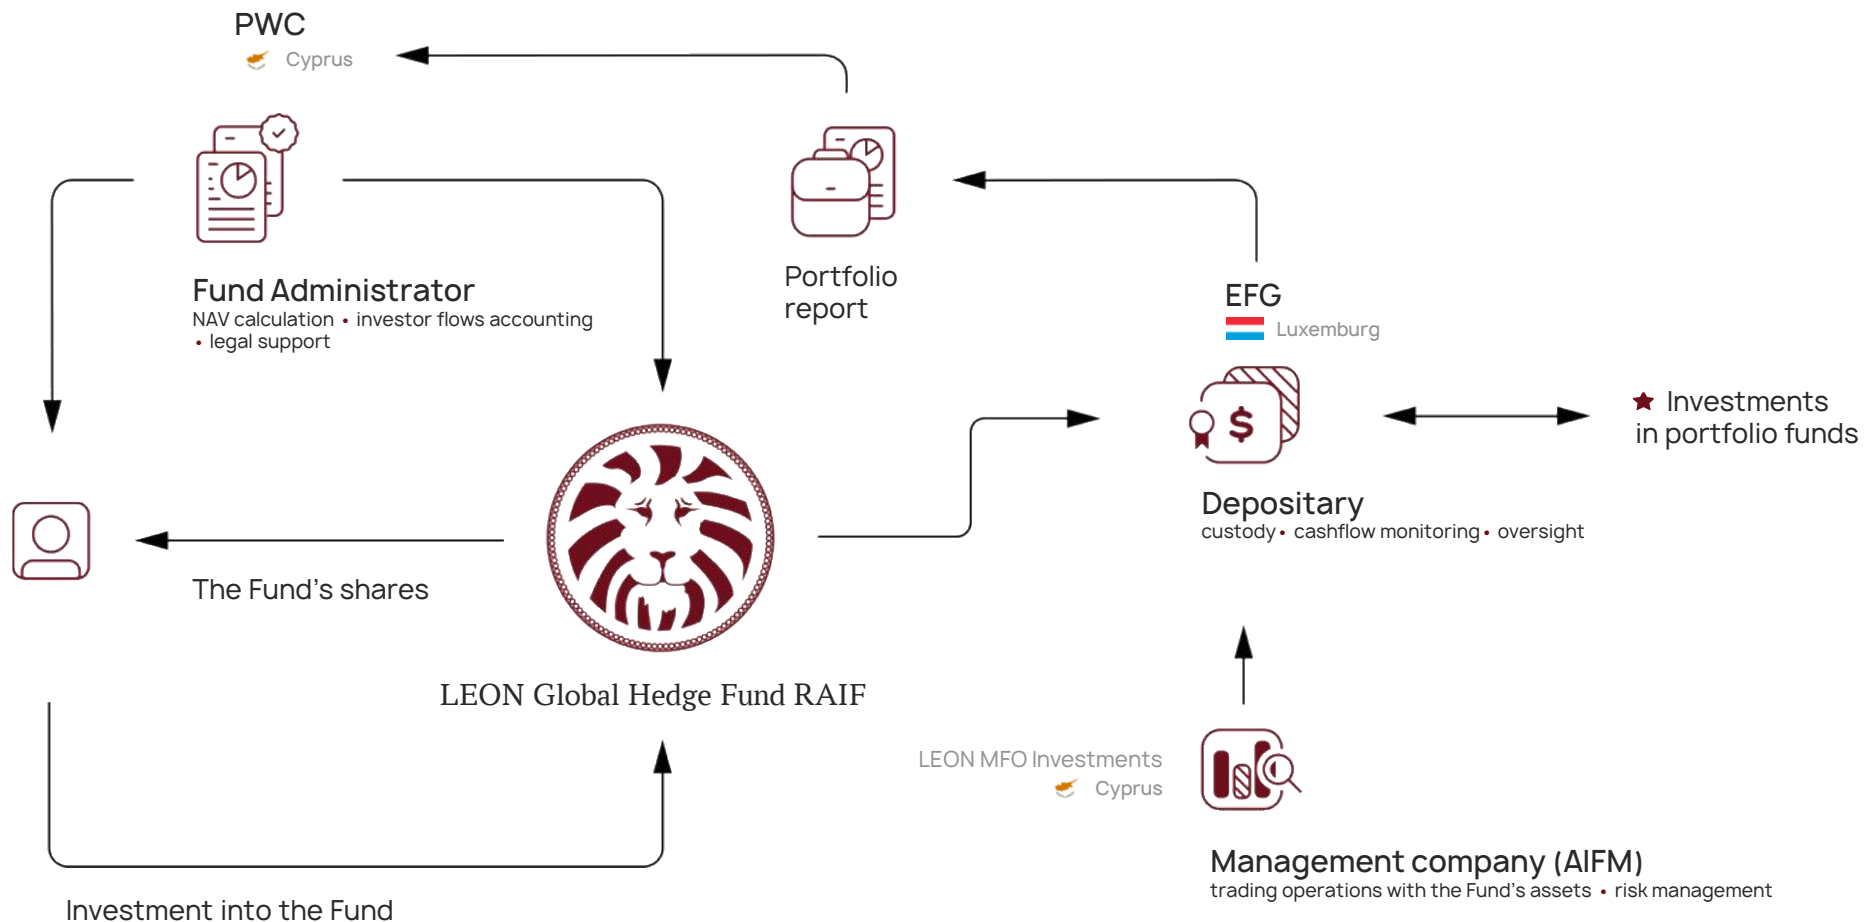 PWC
Cyprus
Fund Administrator
NAV calculation • investor flows accounting
• legal support
Portfolio
report
EFG
Luxemburg
$
Depositary
custody • cashflow monitoring • oversight
Investments
in portfolio funds
The Fund's shares
LEON Global Hedge Fund RAIF
LEON MFO Investments
Cyprus
Management company (AIFM)
trading operations with the Fund's assets • risk management
Investment into the Fund